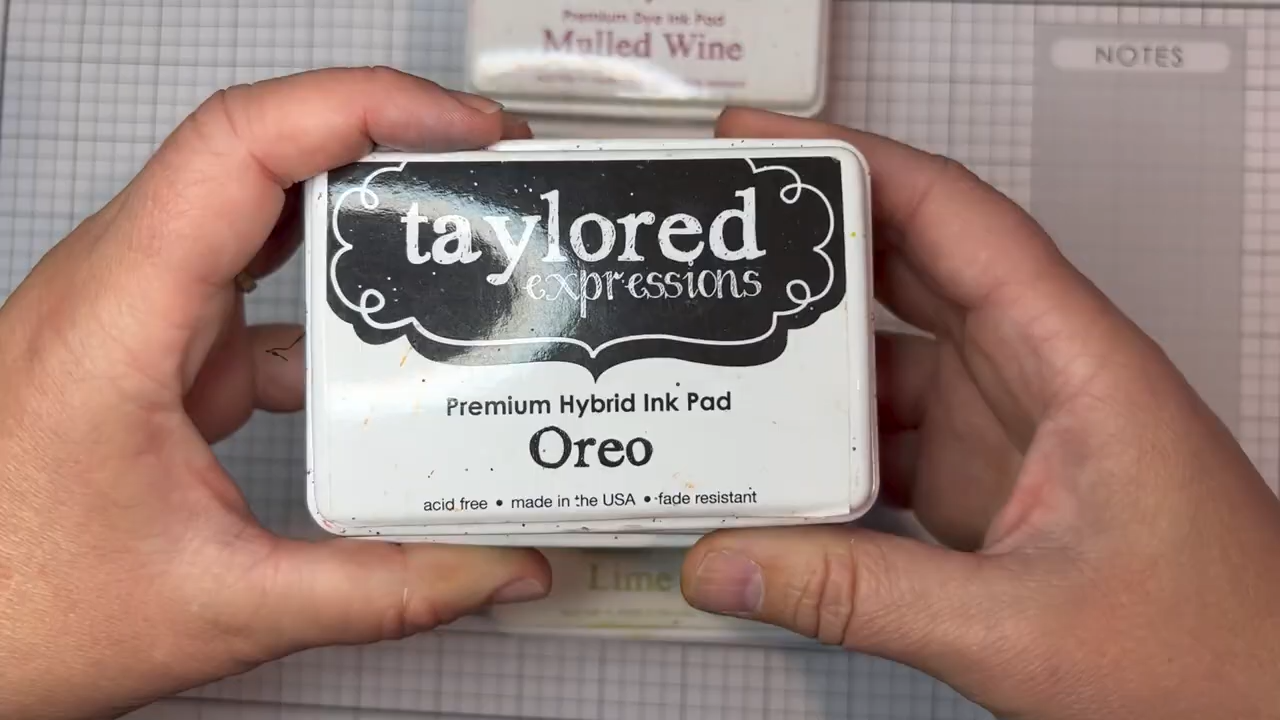 Premium Dye Ink Pad
Mulled Wine
NOTES
taylored
expressions
Premium Hybrid Ink Pad
Oreo
acid free • made in the USA • fade resistant
Lime